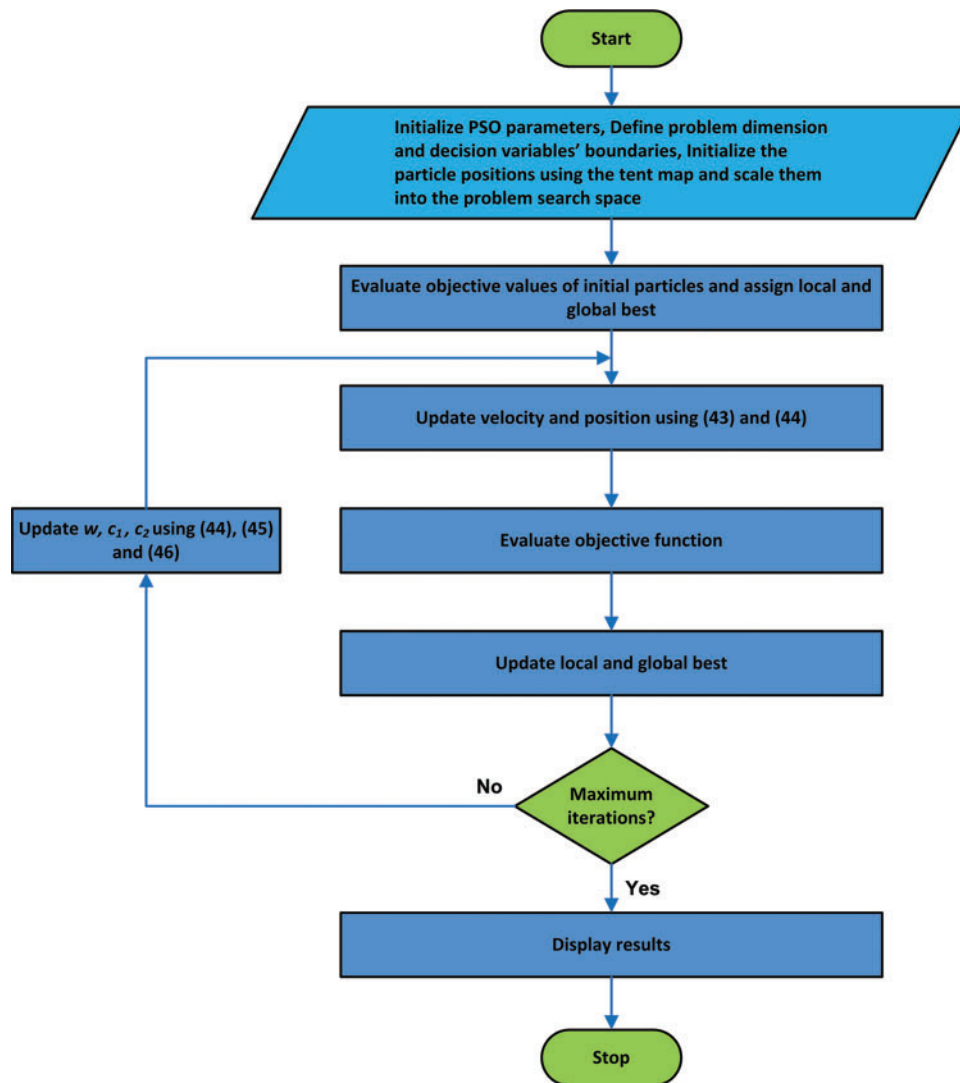 Start
Initialize PSO parameters, Define problem dimension
and decision variables’ boundaries, Initialize the
particle positions using the tent map and scale them
into the problem search space
Evaluate objective values of initial particles and assign local and
global best
Update velocity and position using (43) and (44)
Update w, c₁, c₂ using (44), (45)
and (46)
Evaluate objective function
Update local and global best
No
Maximum
iterations?
Yes
Display results
Stop